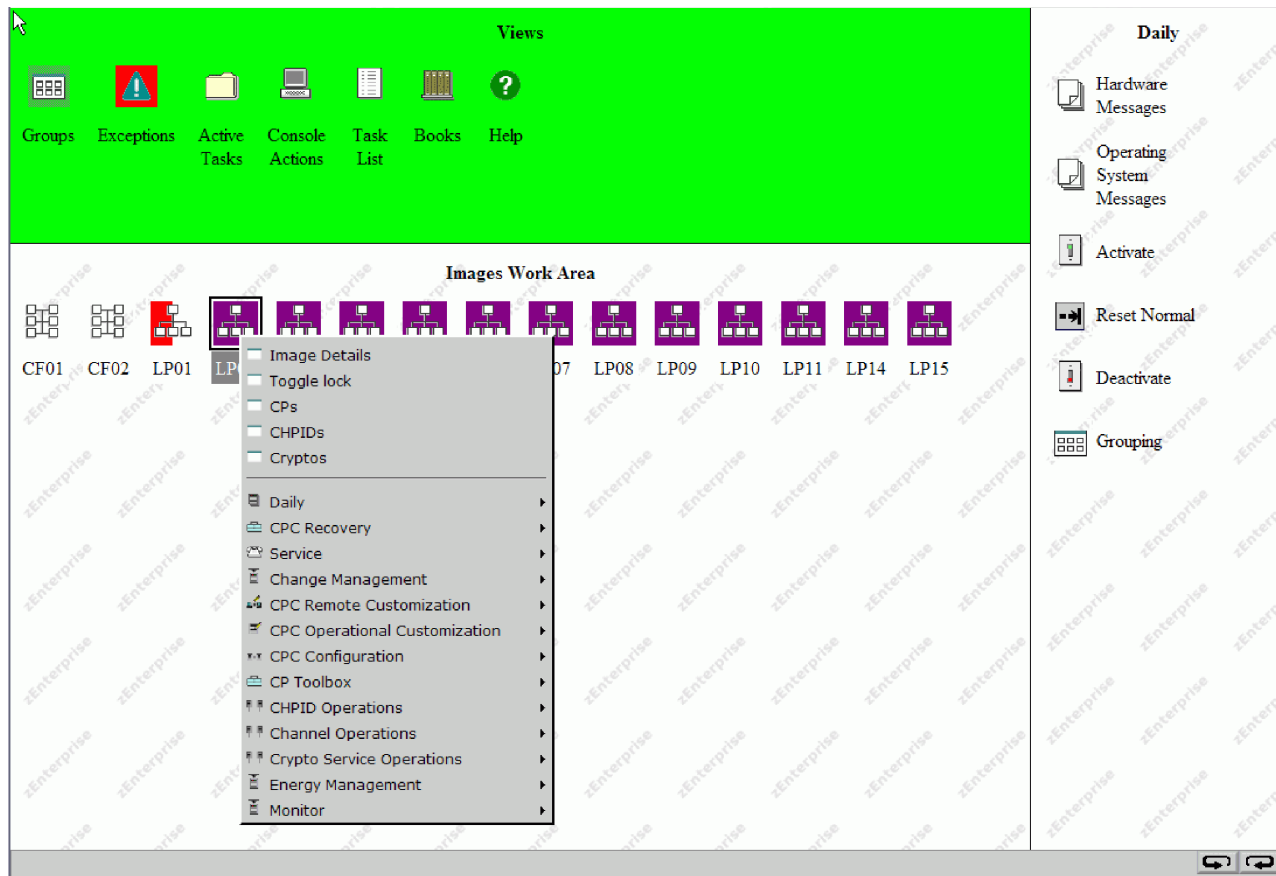 Views
Groups
Exceptions
Active
Tasks
Console
Actions
Task
List
Books
Help
Images Work Area
CF01
CF02
LP01
07
LP08
LP09
LP10
LP11
LP14
LP15
Image Details
Toggle lock
CPs
CHPIDs
Cryptos
Daily
CPC Recovery
Service
Change Management
CPC Remote Customization
CPC Operational Customization
CPC Configuration
CP Toolbox
CHPID Operations
Channel Operations
Crypto Service Operations
Energy Management
Monitor
Daily
Hardware
Messages
Operating
System
Messages
Activate
Reset Normal
Deactivate
Grouping
zEnterprise